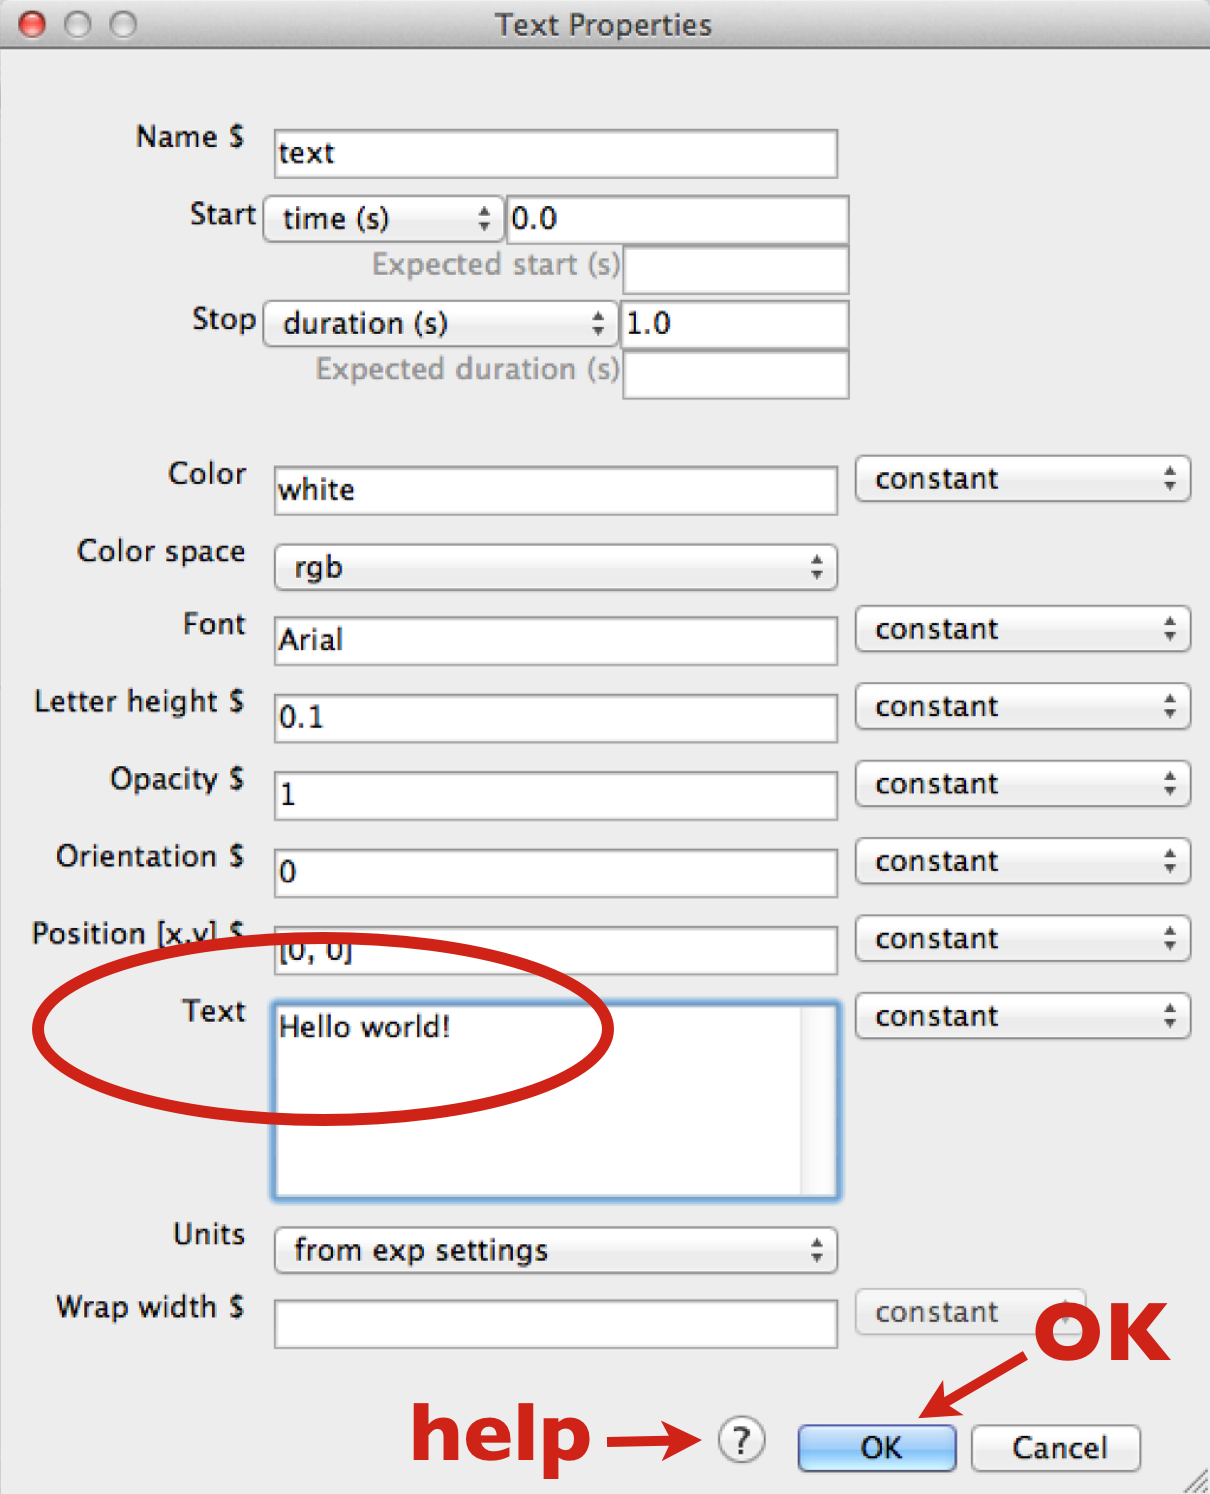 Text Properties
Name $ text
Start time (s) 0.0
Expected start (s)
Stop duration (s) 1.0
Expected duration (s)
Color white constant
Color space rgb
Font Arial constant
Letter height $ 0.1 constant
Opacity $ 1 constant
Orientation $ 0 constant
Position [x,y] $ [0, 0] constant
Text Hello world! constant
Units from exp settings
Wrap width $ constant
OK
help ? OK Cancel